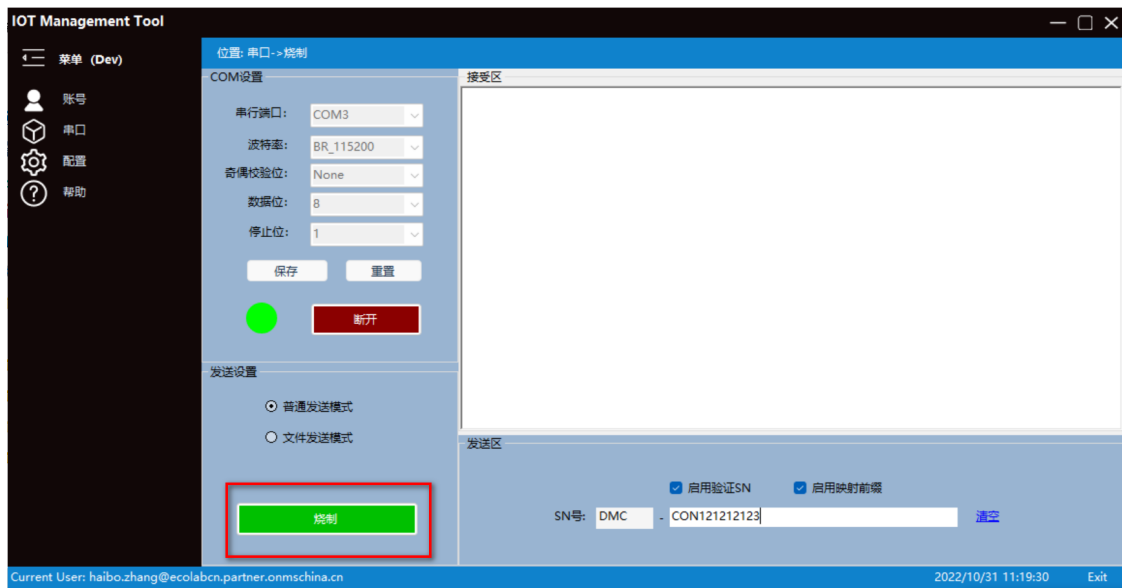 IOT Management Tool
菜单 (Dev)
账号
串口
配置
帮助
位置: 串口->烧制
COM设置
串行端口: COM3
波特率: BR_115200
奇偶校验位: None
数据位: 8
停止位: 1
保存 重置
断开
发送设置
普通发送模式
文件发送模式
烧制
接受区
发送区
启用验证SN 启用映射前缀
SN号: DMC - CON121212123 清空
Current User: haibo.zhang@ecolabcn.partner.onmschina.cn 2022/10/31 11:19:30 Exit